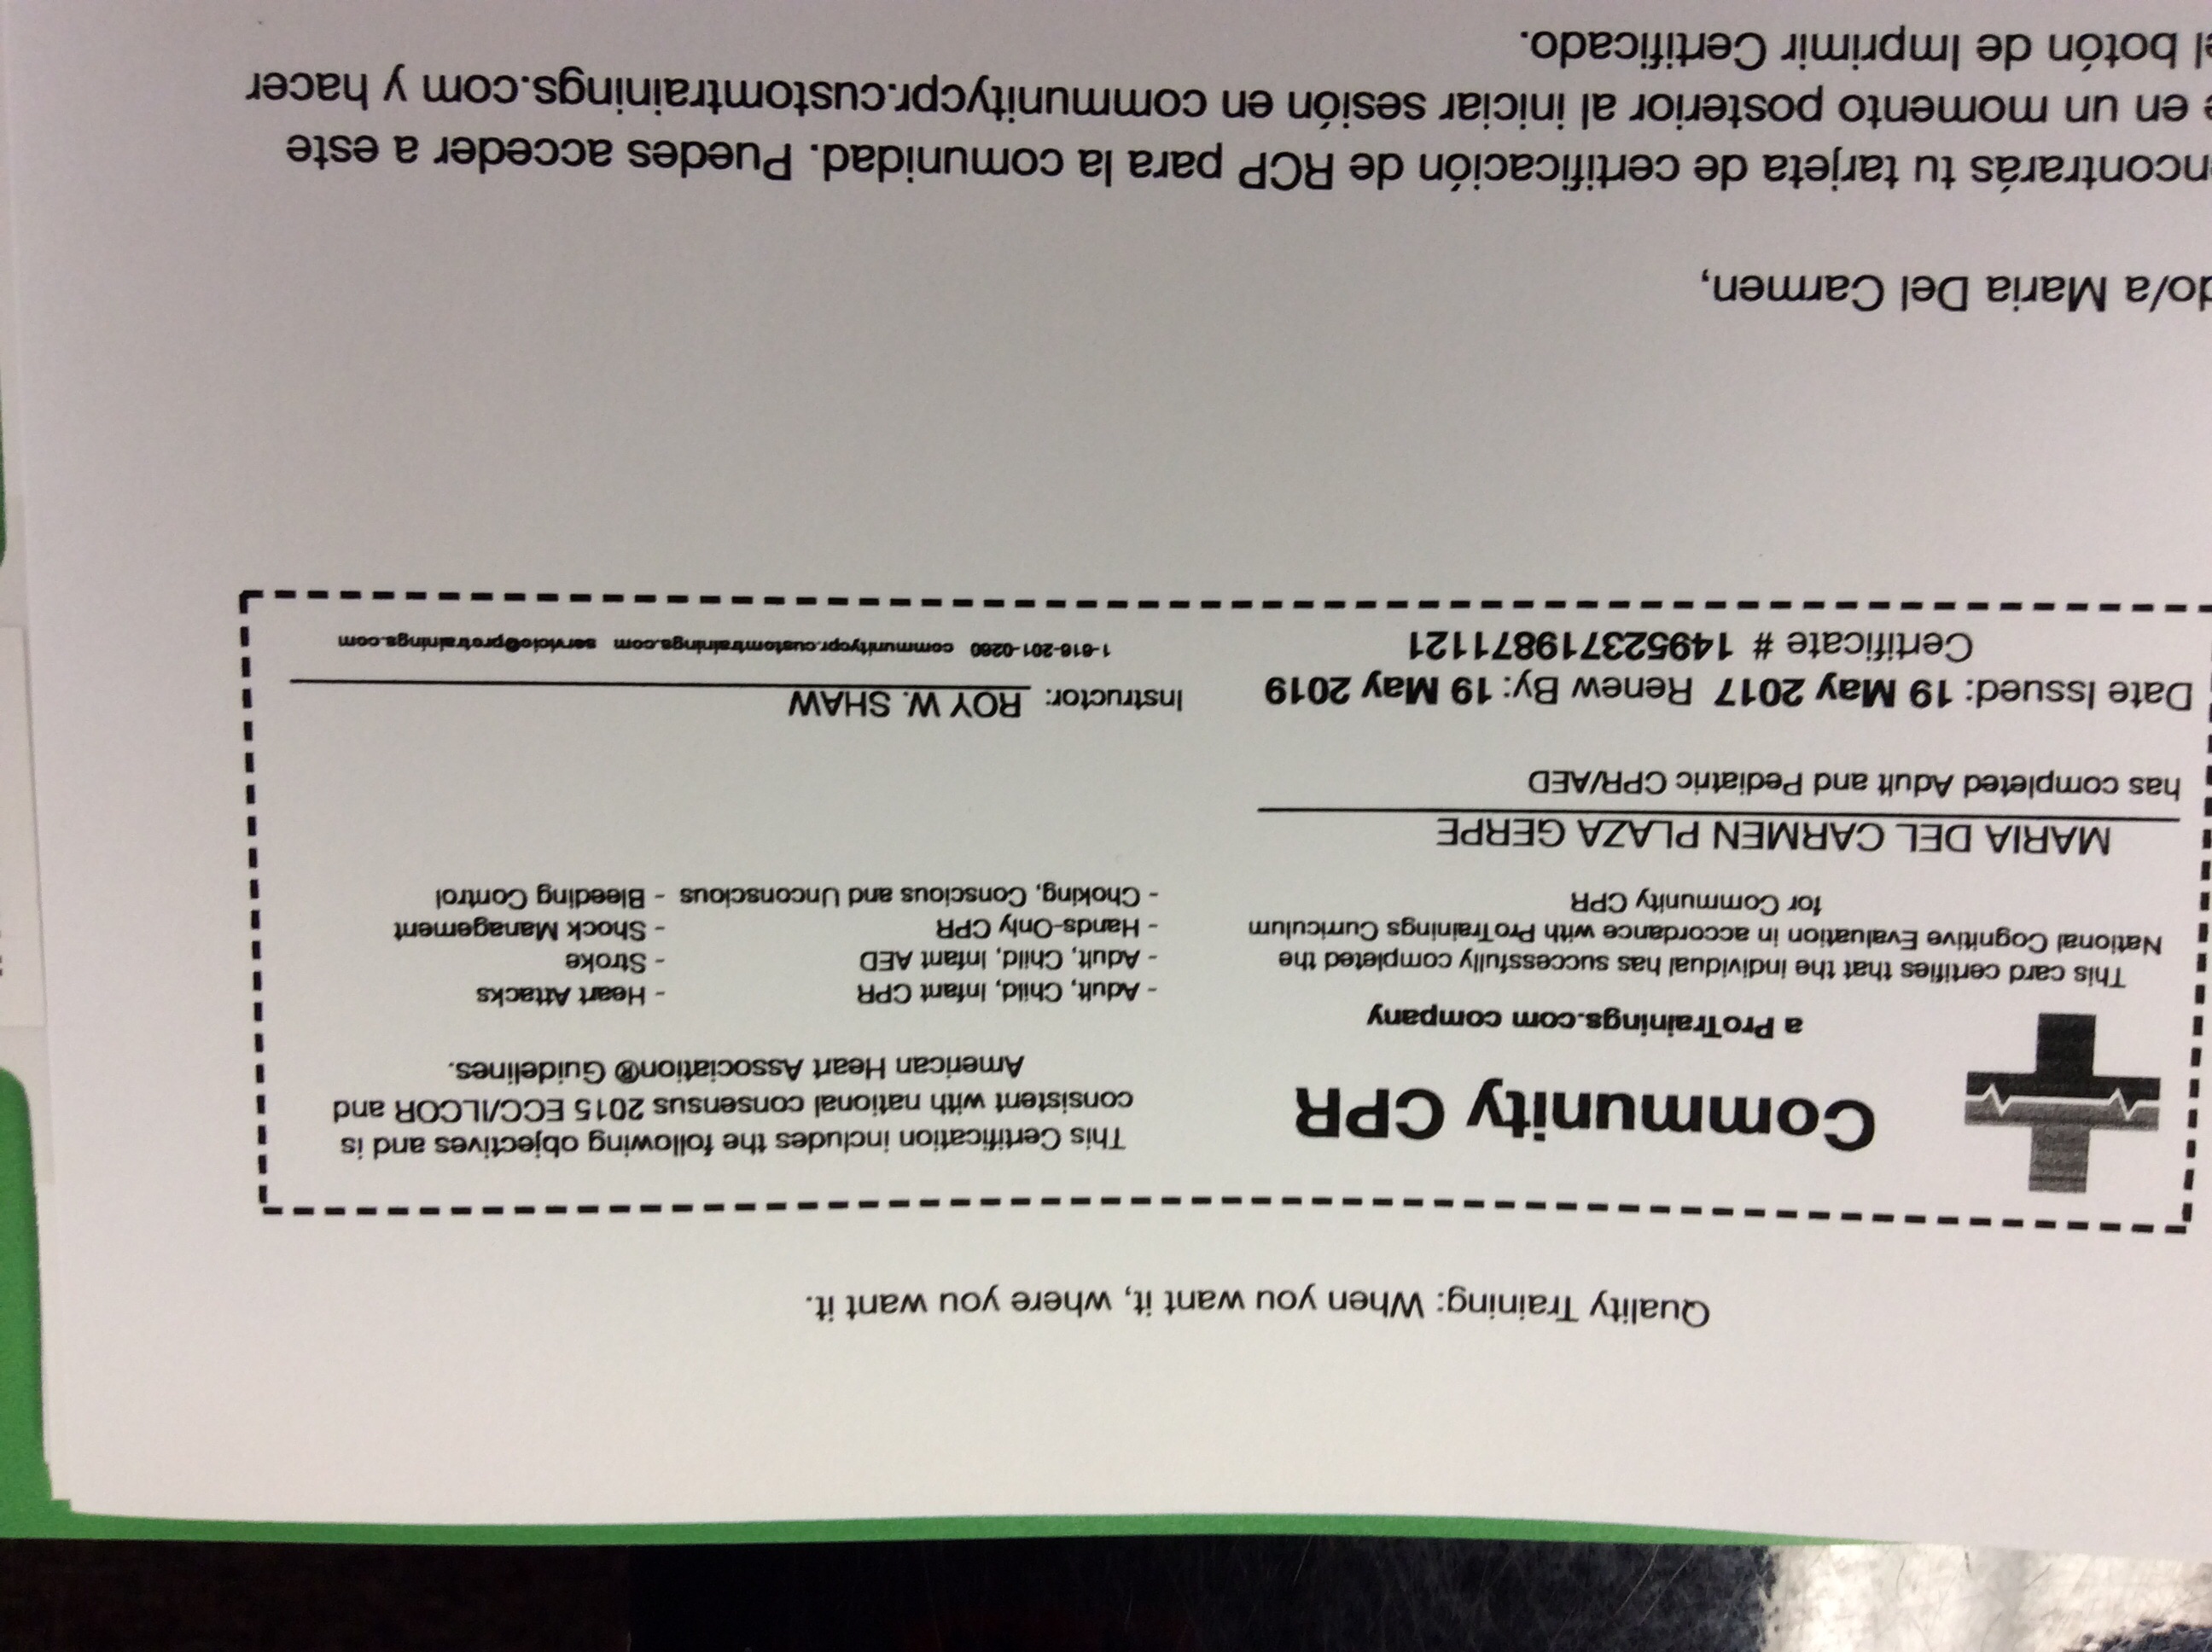 Quality Training: When you want it, where you want it.
Community CPR
a ProTrainings.com company
This card certifies that the individual has successfully completed the
National Cognitive Evaluation in accordance with ProTrainings Curriculum
for Community CPR
MARIA DEL CARMEN PLAZA GERPE
has completed Adult and Pediatric CPR/AED
Date Issued: 19 May 2017 Renew By: 19 May 2019
Certificate # 149523719871121
This Certification includes the following objectives and is
consistent with national consensus 2015 ECC/ILCOR and
American Heart Association® Guidelines.
- Adult, Child, Infant CPR
- Adult, Child, Infant AED
- Hands-Only CPR
- Choking, Conscious and Unconscious
- Heart Attacks
- Stroke
- Shock Management
- Bleeding Control
Instructor: ROY W. SHAW
communitycpr.customtrainings.com servicio@protrainings.com
do/a Maria Del Carmen,
encontrarás tu tarjeta de certificación de RCP para la comunidad. Puedes acceder a este
e en un momento posterior al iniciar sesión en communitycpr.customtrainings.com y hacer
el botón de Imprimir Certificado.